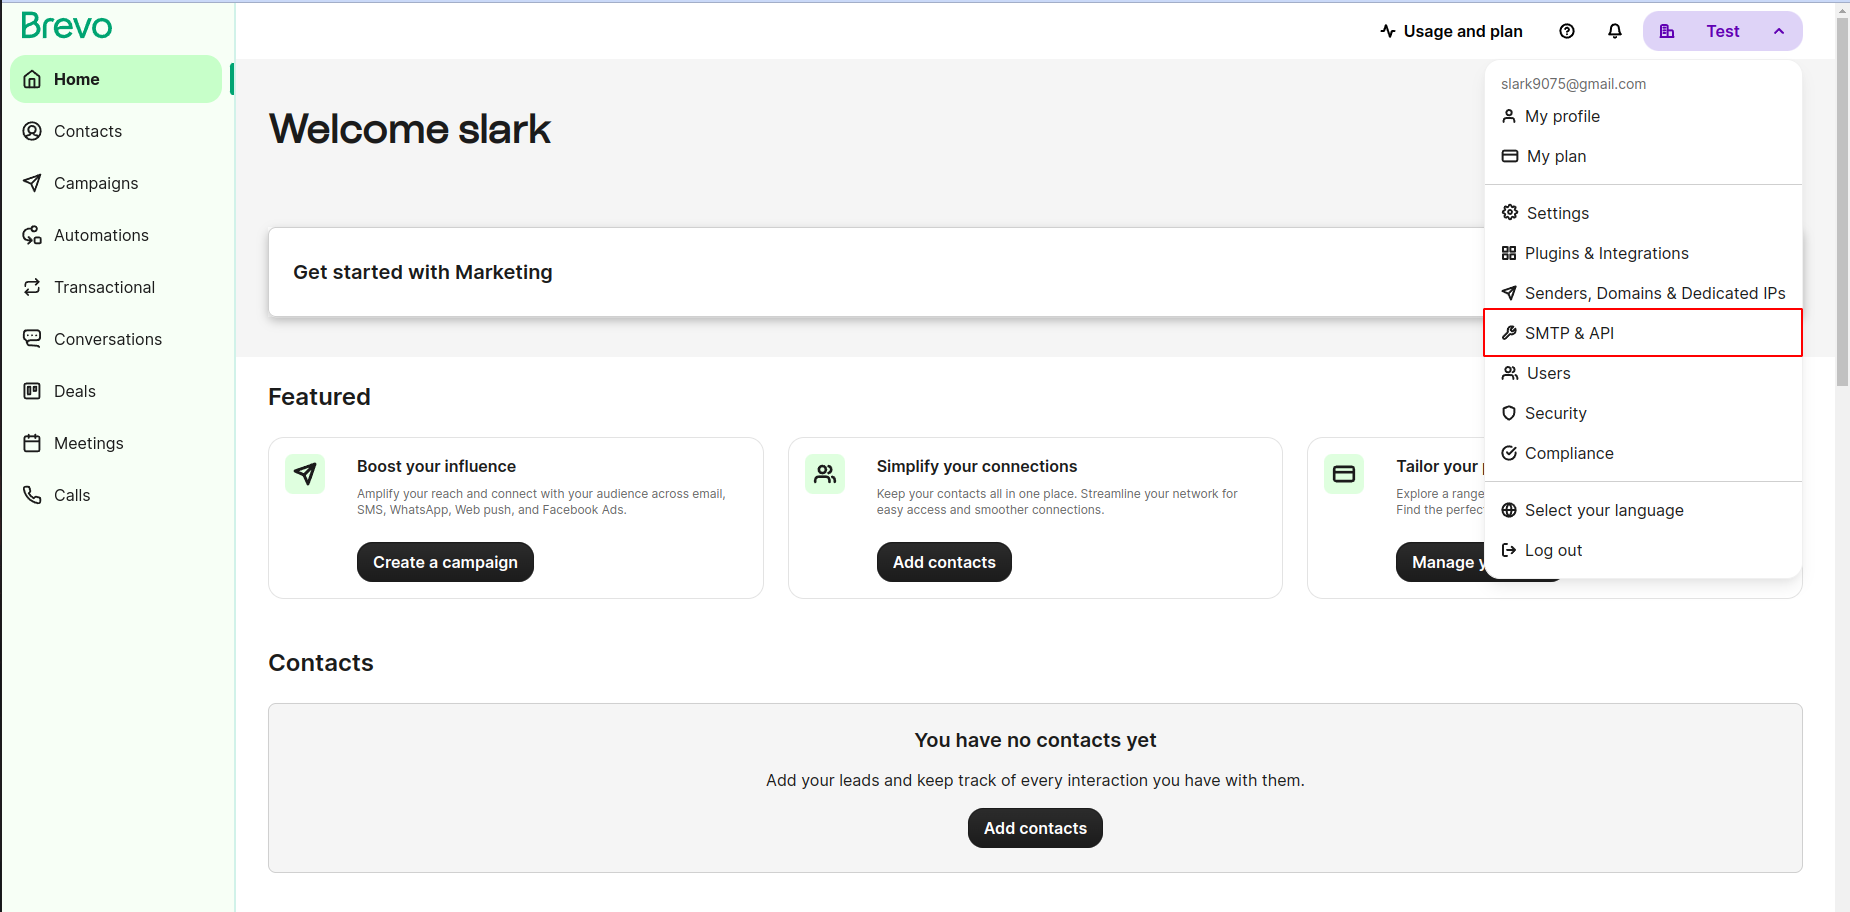 Brevo
Home
Contacts
Campaigns
Automations
Transactional
Conversations
Deals
Meetings
Calls
Usage and plan
Test
slark9075@gmail.com
My profile
My plan
Settings
Plugins & Integrations
Senders, Domains & Dedicated IPs
SMTP & API
Users
Security
Compliance
Select your language
Log out
Welcome slark
Get started with Marketing
Featured
Boost your influence
Amplify your reach and connect with your audience across email,
SMS, WhatsApp, Web push, and Facebook Ads.
Create a campaign
Simplify your connections
Keep your contacts all in one place. Streamline your network for
easy access and smoother connections.
Add contacts
Tailor your
Explore a range
Find the
Manage
Contacts
You have no contacts yet
Add your leads and keep track of every interaction you have with them.
Add contacts